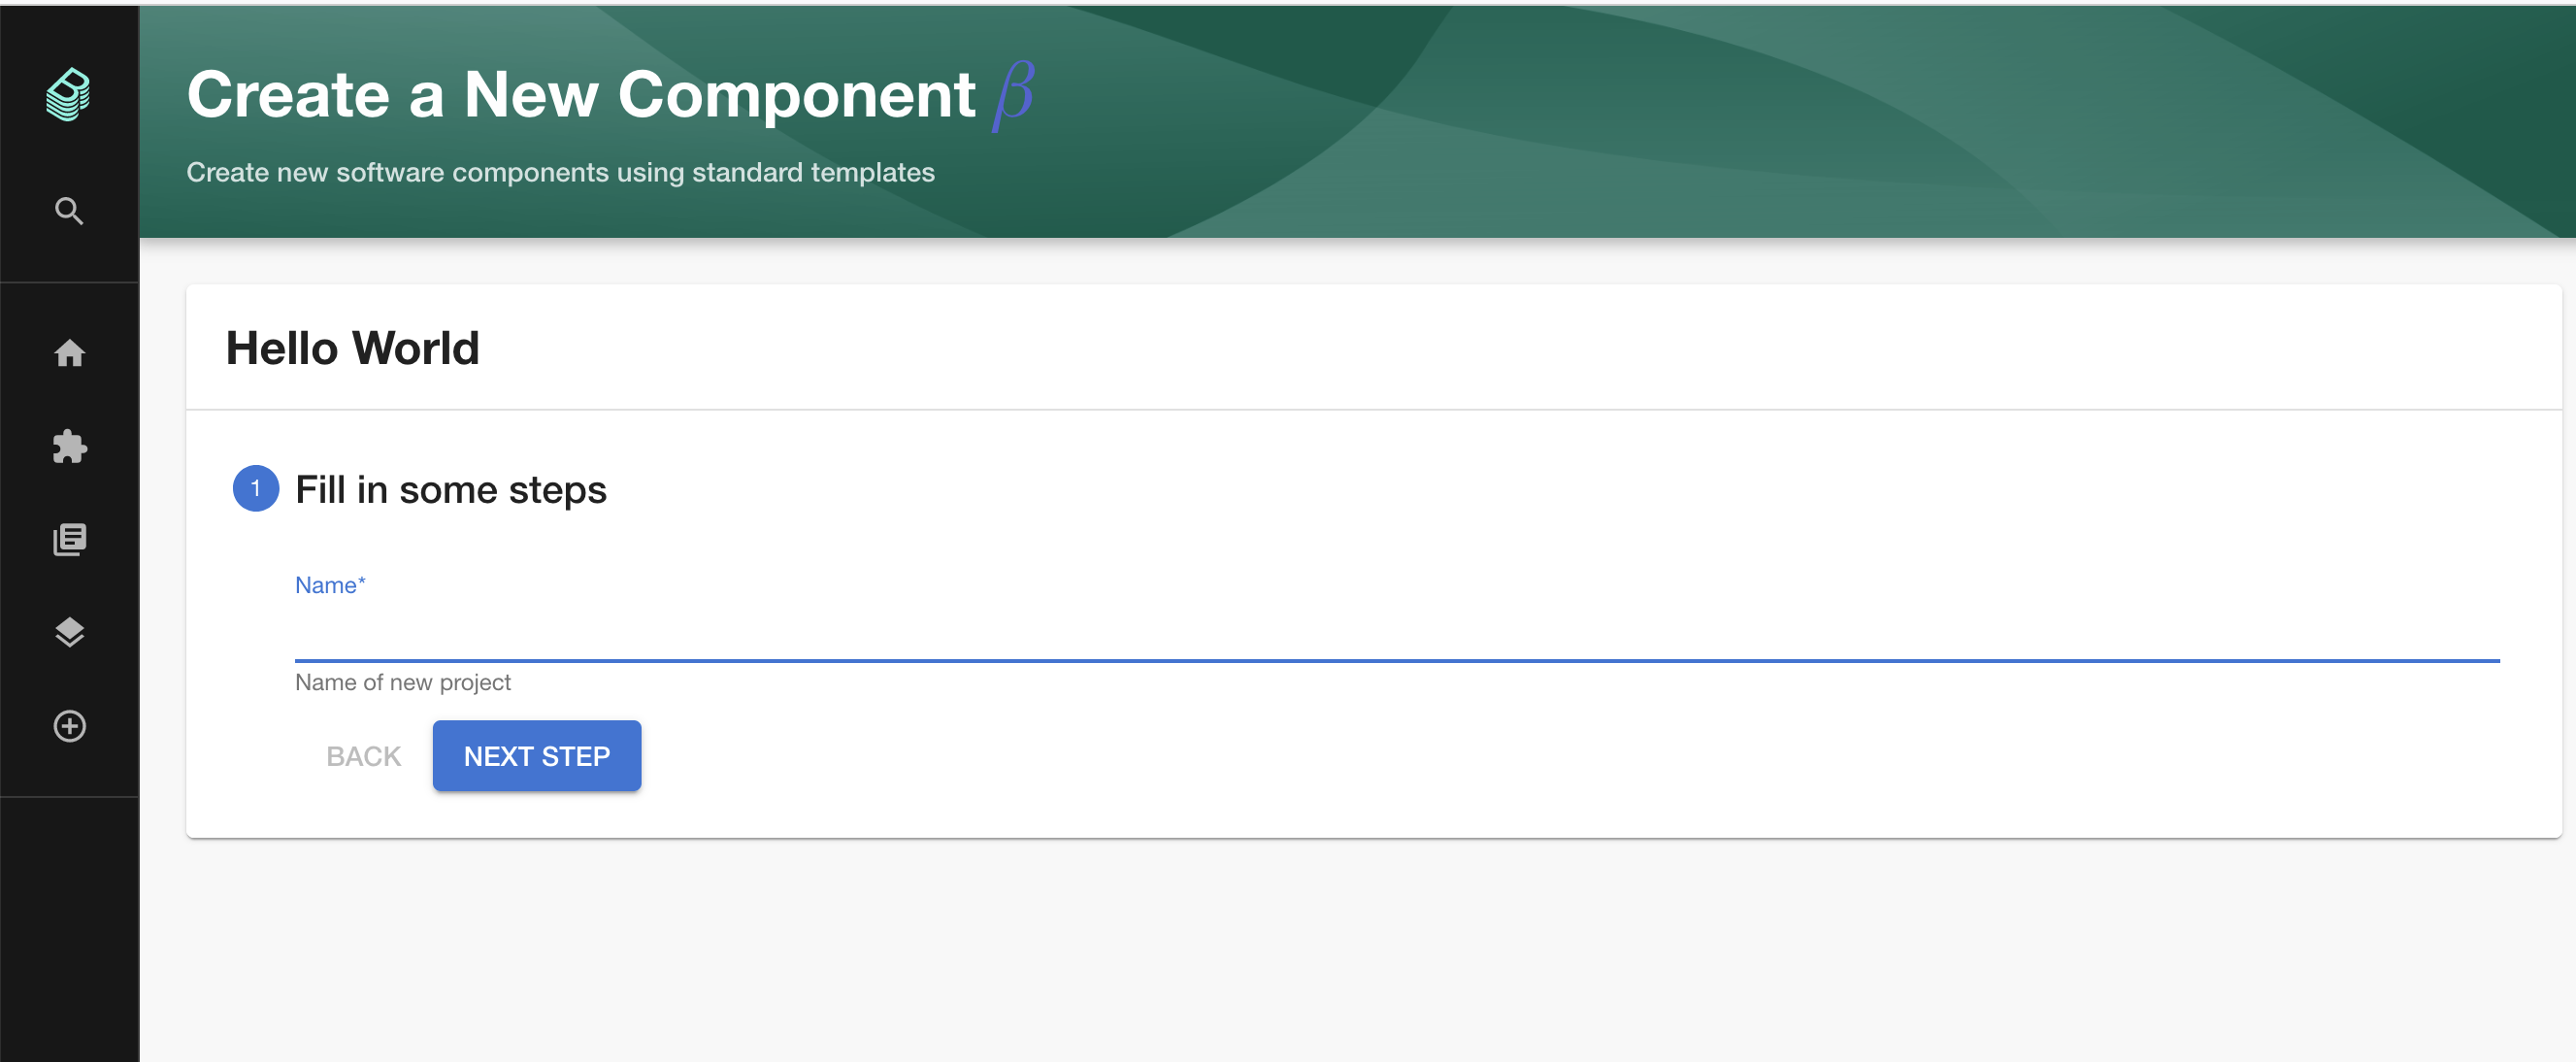 Create a New Component β
Create new software components using standard templates
Hello World
1 Fill in some steps
Name*
Name of new project
BACK NEXT STEP